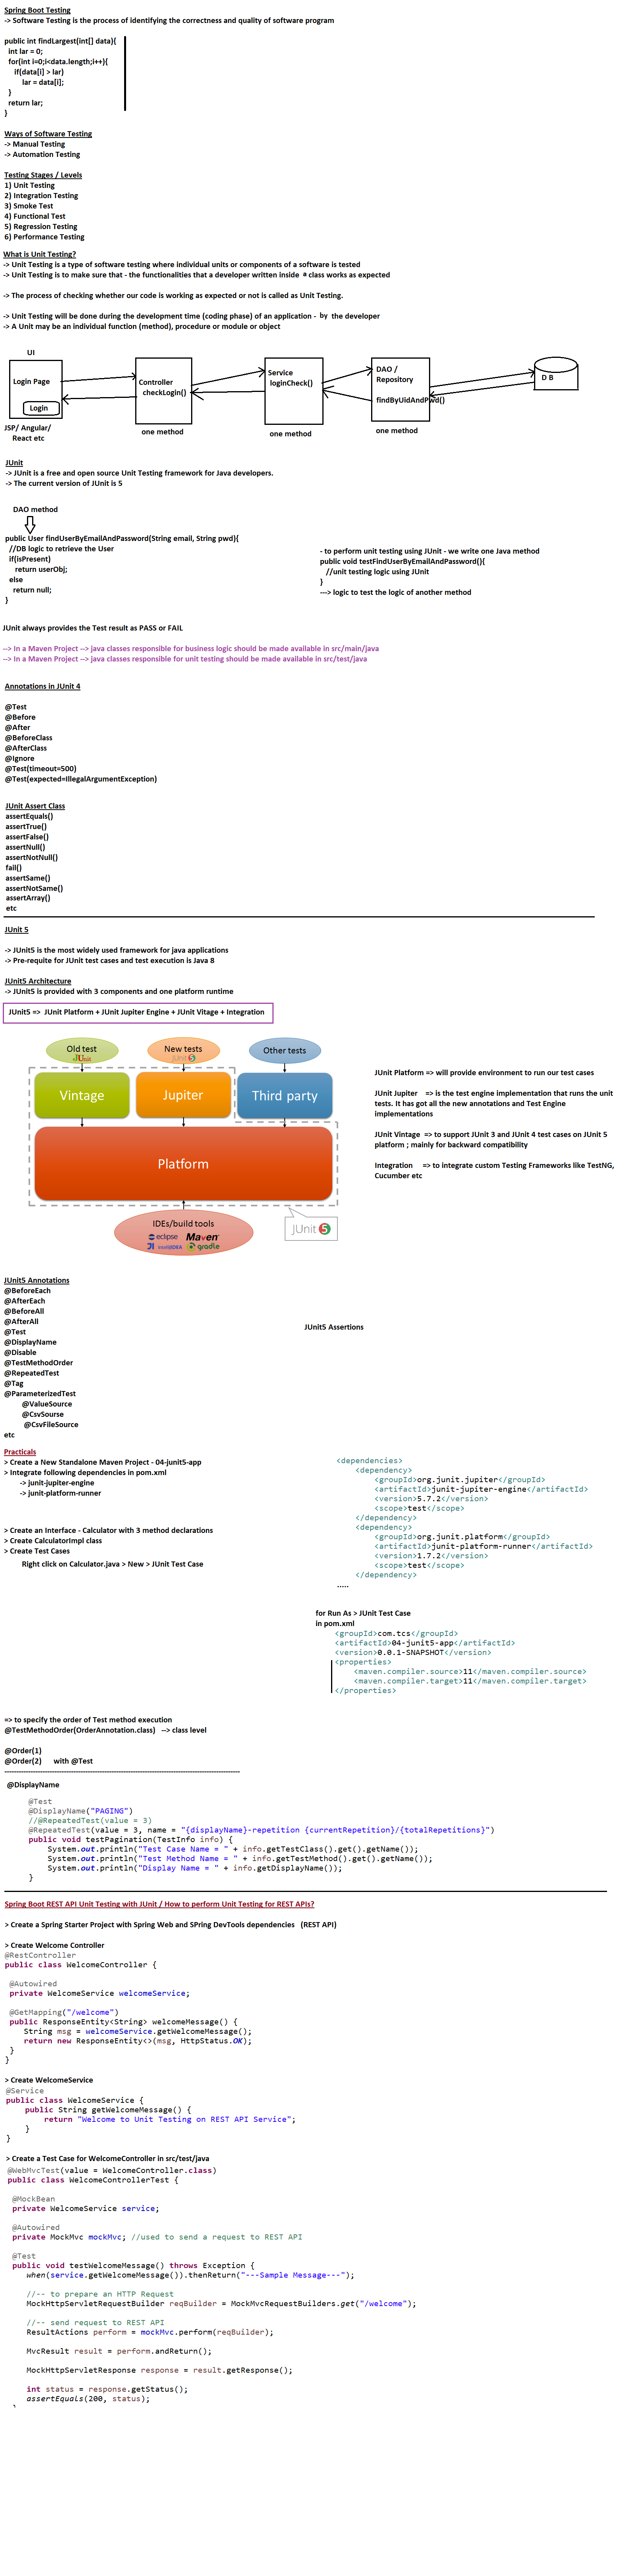 Spring Boot Testing
-> Software Testing is the process of identifying the correctness and quality of software program
public int findLargest(int[] data){
int lar = 0;
for(int i=0;i<data.length;i++){
if(data[i] > lar)
lar = data[i];
}
return lar;
}
Ways of Software Testing
-> Manual Testing
-> Automation Testing
Testing Stages / Levels
1) Unit Testing
2) Integration Testing
3) Smoke Test
4) Functional Test
5) Regression Testing
6) Performance Testing
What is Unit Testing?
-> Unit Testing is a type of software testing where individual units or components of a software is tested
-> Unit Testing is to make sure that - the functionalities that a developer written inside a class works as expected
-> The process of checking whether our code is working as expected or not is called as Unit Testing.
-> Unit Testing will be done during the development time (coding phase) of an application - by the developer
-> A Unit may be an individual function (method), procedure or module or object
UI
Login Page
Login
JSP/ Angular/
React etc
Controller
checkLogin()
one method
Service
loginCheck()
one method
DAO /
Repository
findByUidAndPwd()
one method
D B
JUnit
-> JUnit is a free and open source Unit Testing framework for Java developers.
-> The current version of JUnit is 5
DAO method
public User findUserByEmailAndPassword(String email, String pwd){
//DB logic to retrieve the User
if(isPresent)
return userObj;
else
return null;
}
- to perform unit testing using JUnit - we write one Java method
public void testFindUserByEmailAndPassword(){
//unit testing logic using JUnit
}
---> logic to test the logic of another method
JUnit always provides the Test result as PASS or FAIL
--> In a Maven Project --> java classes responsible for business logic should be made available in src/main/java
--> In a Maven Project --> java classes responsible for unit testing should be made available in src/test/java
Annotations in JUnit 4
@Test
@Before
@After
@BeforeClass
@AfterClass
@Ignore
@Test(timeout=500)
@Test(expected=IllegalArgumentException)
JUnit Assert Class
assertEquals()
assertTrue()
assertFalse()
assertNull()
assertNotNull()
fail()
assertSame()
assertNotSame()
assertArray()
etc
JUnit 5
-> JUnit5 is the most widely used framework for java applications
-> Pre-requite for JUnit test cases and test execution is Java 8
JUnit5 Architecture
-> JUnit5 is provided with 3 components and one platform runtime
JUnit5 => JUnit Platform + JUnit Jupiter Engine + JUnit Vitage + Integration
Old test
JUnit
New tests
JUnit 5
Other tests
Vintage
Jupiter
Third party
Platform
IDEs/build tools
eclipse
Maven
IntelliJIDEA
gradle
JUnit 5
JUnit Platform => will provide environment to run our test cases
JUnit Jupiter => is the test engine implementation that runs the unit
tests. It has got all the new annotations and Test Engine
implementations
JUnit Vintage => to support JUnit 3 and JUnit 4 test cases on JUnit 5
platform ; mainly for backward compatibility
Integration => to integrate custom Testing Frameworks like TestNG,
Cucumber etc
JUnit5 Annotations
@BeforeEach
@AfterEach
@BeforeAll
@AfterAll
@Test
@DisplayName
@Disable
@TestMethodOrder
@RepeatedTest
@Tag
@ParameterizedTest
@ValueSource
@CsvSourse
@CsvFileSource
etc
JUnit5 Assertions
Practicals
> Create a New Standalone Maven Project - 04-junit5-app
> Integrate following dependencies in pom.xml
-> junit-jupiter-engine
-> junit-platform-runner
> Create an Interface - Calculator with 3 method declarations
> Create CalculatorImpl class
> Create Test Cases
Right click on Calculator.java > New > JUnit Test Case
<dependencies>
<dependency>
<groupId>org.junit.jupiter</groupId>
<artifactId>junit-jupiter-engine</artifactId>
<version>5.7.2</version>
<scope>test</scope>
</dependency>
<dependency>
<groupId>org.junit.platform</groupId>
<artifactId>junit-platform-runner</artifactId>
<version>1.7.2</version>
<scope>test</scope>
</dependency>
.....
for Run As > JUnit Test Case
in pom.xml
<groupId>com.tcs</groupId>
<artifactId>04-junit5-app</artifactId>
<version>0.0.1-SNAPSHOT</version>
<properties>
<maven.compiler.source>11</maven.compiler.source>
<maven.compiler.target>11</maven.compiler.target>
</properties>
=> to specify the order of Test method execution
@TestMethodOrder(OrderAnnotation.class) --> class level
@Order(1)
@Order(2) with @Test
----------------------------------------------------------------------------------------------------
@DisplayName
@Test
@DisplayName("PAGING")
//@RepeatedTest(value = 3)
@RepeatedTest(value = 3, name = "{displayName}-repetition {currentRepetition}/{totalRepetitions}")
public void testPagination(TestInfo info) {
System.out.println("Test Case Name = " + info.getTestClass().get().getName());
System.out.println("Test Method Name = " + info.getTestMethod().get().getName());
System.out.println("Display Name = " + info.getDisplayName());
}
Spring Boot REST API Unit Testing with JUnit / How to perform Unit Testing for REST APIs?
> Create a Spring Starter Project with Spring Web and SPring DevTools dependencies (REST API)
> Create Welcome Controller
@RestController
public class WelcomeController {
@Autowired
private WelcomeService welcomeService;
@GetMapping("/welcome")
public ResponseEntity<String> welcomeMessage() {
String msg = welcomeService.getWelcomeMessage();
return new ResponseEntity<>(msg, HttpStatus.OK);
}
}
> Create WelcomeService
@Service
public class WelcomeService {
public String getWelcomeMessage() {
return "Welcome to Unit Testing on REST API Service";
}
}
> Create a Test Case for WelcomeController in src/test/java
@WebMvcTest(value = WelcomeController.class)
public class WelcomeControllerTest {
@MockBean
private WelcomeService service;
@Autowired
private MockMvc mockMvc; //used to send a request to REST API
@Test
public void testWelcomeMessage() throws Exception {
when(service.getWelcomeMessage()).thenReturn("---Sample Message---");
//-- to prepare an HTTP Request
MockHttpServletRequestBuilder reqBuilder = MockMvcRequestBuilders.get("/welcome");
//-- send request to REST API
ResultActions perform = mockMvc.perform(reqBuilder);
MvcResult result = perform.andReturn();
MockHttpServletResponse response = result.getResponse();
int status = response.getStatus();
assertEquals(200, status);